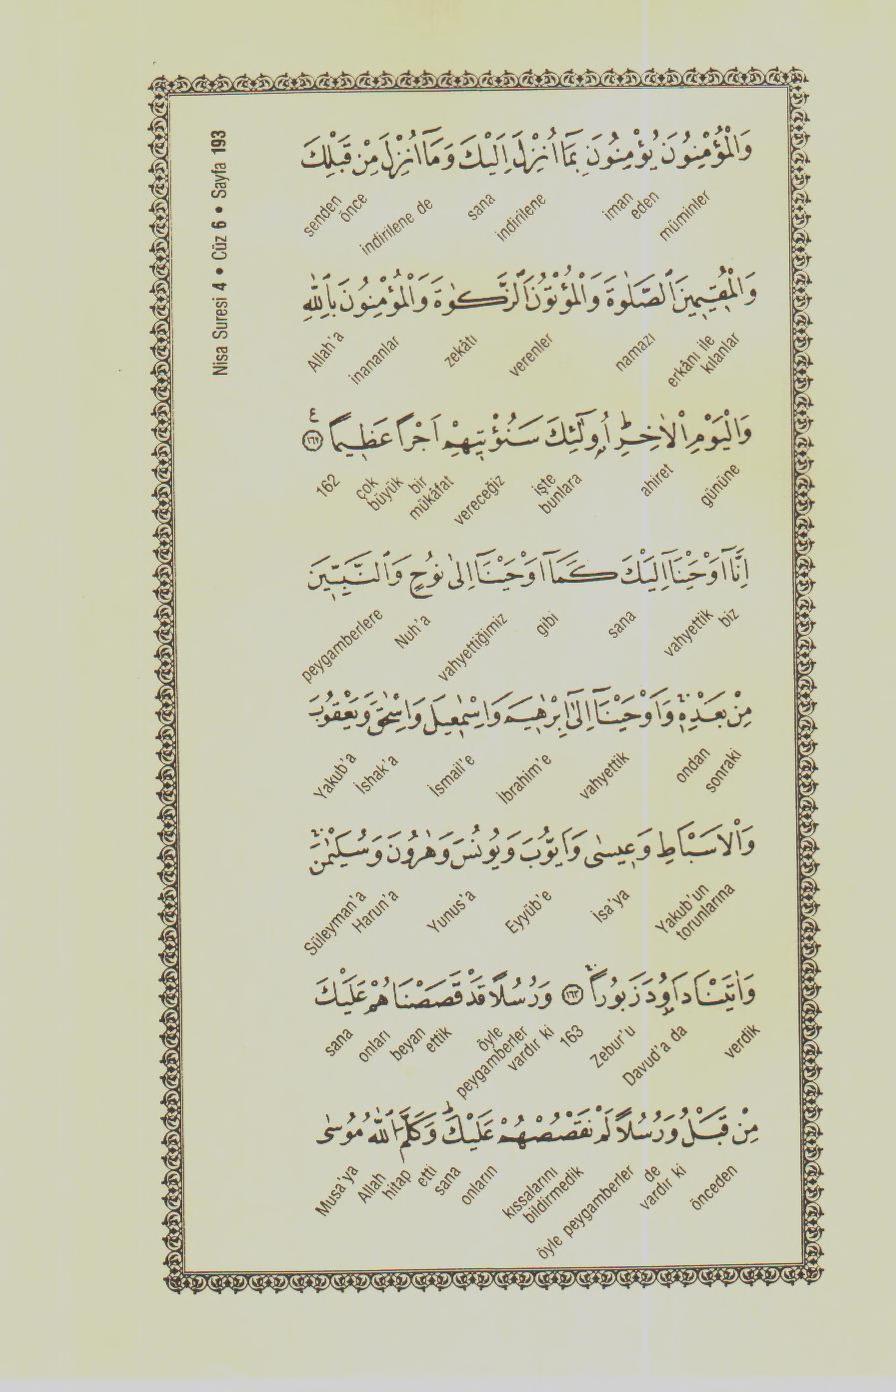 Nisa Suresi 4 • Cüz 6 • Sayfa 193
وَالْمُؤْمِنُونَ يُؤْمِنُونَ بِمَٓا اُنْزِلَ اِلَيْكَ وَمَٓا اُنْزِلَ مِنْ قَبْلِكَ
müminler iman eden indirilene sana indirilene de önce senden
وَالْمُق۪يم۪ينَ الصَّلٰوةَ وَالْمُؤْتُونَ الزَّكٰوةَ وَالْمُؤْمِنُونَ بِاللّٰهِ
erkânı ile kılanlar namazı verenler zekâtı inananlar Allah'a
وَالْيَوْمِ الْاٰخِرِۜ اُو۬لٰٓئِكَ سَنُؤْت۪يهِمْ اَجْرًا عَظ۪يمًا ۟ ﴿١٦٢﴾ ع
gününe ahiret işte bunlara vereceğiz bir mükâfat çok büyük 162
اِنَّٓا اَوْحَيْنَٓا اِلَيْكَ كَمَٓا اَوْحَيْنَٓا اِلٰى نُوحٍ وَالنَّبِيّ۪نَ
biz vahyettik sana gibi vahyettiğimiz Nuh'a peygamberlere
مِنْ بَعْدِه۪ۚ وَاَوْحَيْنَٓا اِلٰٓى اِبْرٰه۪يمَ وَاِسْمٰع۪يلَ وَاِسْحٰقَ وَيَعْقُوبَ
ondan sonraki vahyettik İbrahim'e İsmail'e İshak'a Yakub'a
وَالْاَسْبَاطِ وَع۪يسٰى وَاَيُّوبَ وَيُونُسَ وَهٰرُونَ وَسُلَيْمٰنَۚ
Yakub'un torunlarına İsa'ya Eyyûb'e Yunus'a Harun'a Süleyman'a
وَاٰتَيْنَا دَاوُ۫دَ زَبُورًاۚ ﴿١٦٣﴾ وَرُسُلًا قَدْ قَصَصْنَاهُمْ عَلَيْكَ
verdik Davud'a da Zebur'u 163 öyle peygamberler vardır ki beyan ettik onları sana
مِنْ قَبْلُ وَرُسُلًا لَمْ نَقْصُصْهُمْ عَلَيْكَۜ وَكَلَّمَ اللّٰهُ مُوسٰى
önceden de vardır ki öyle peygamberler kıssalarını bildirmedik onların sana hitap etti Allah Musa'ya